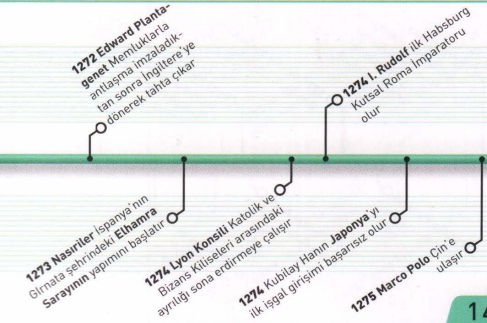 1272 Edward Planta-
genet Memluklarla
antlaşma imzaladık-
tan sonra İngiltere'ye
dönerek tahta çıkar
1274 I. Rudolf ilk Habsburg
Kutsal Roma İmparatoru
olur
1273 Nasıriler İspanya'nın
Gırnata şehrindeki Elhamra
Sarayının yapımını başlatır
1274 Lyon Konsili Katolik ve
Bizans Kiliseleri arasındaki
ayrılığı sona erdirmeye çalışır
1274 Kubilay Hanın Japonya'yı
ilk işgal girişimi başarısız olur
1275 Marco Polo Çin'e
ulaşır